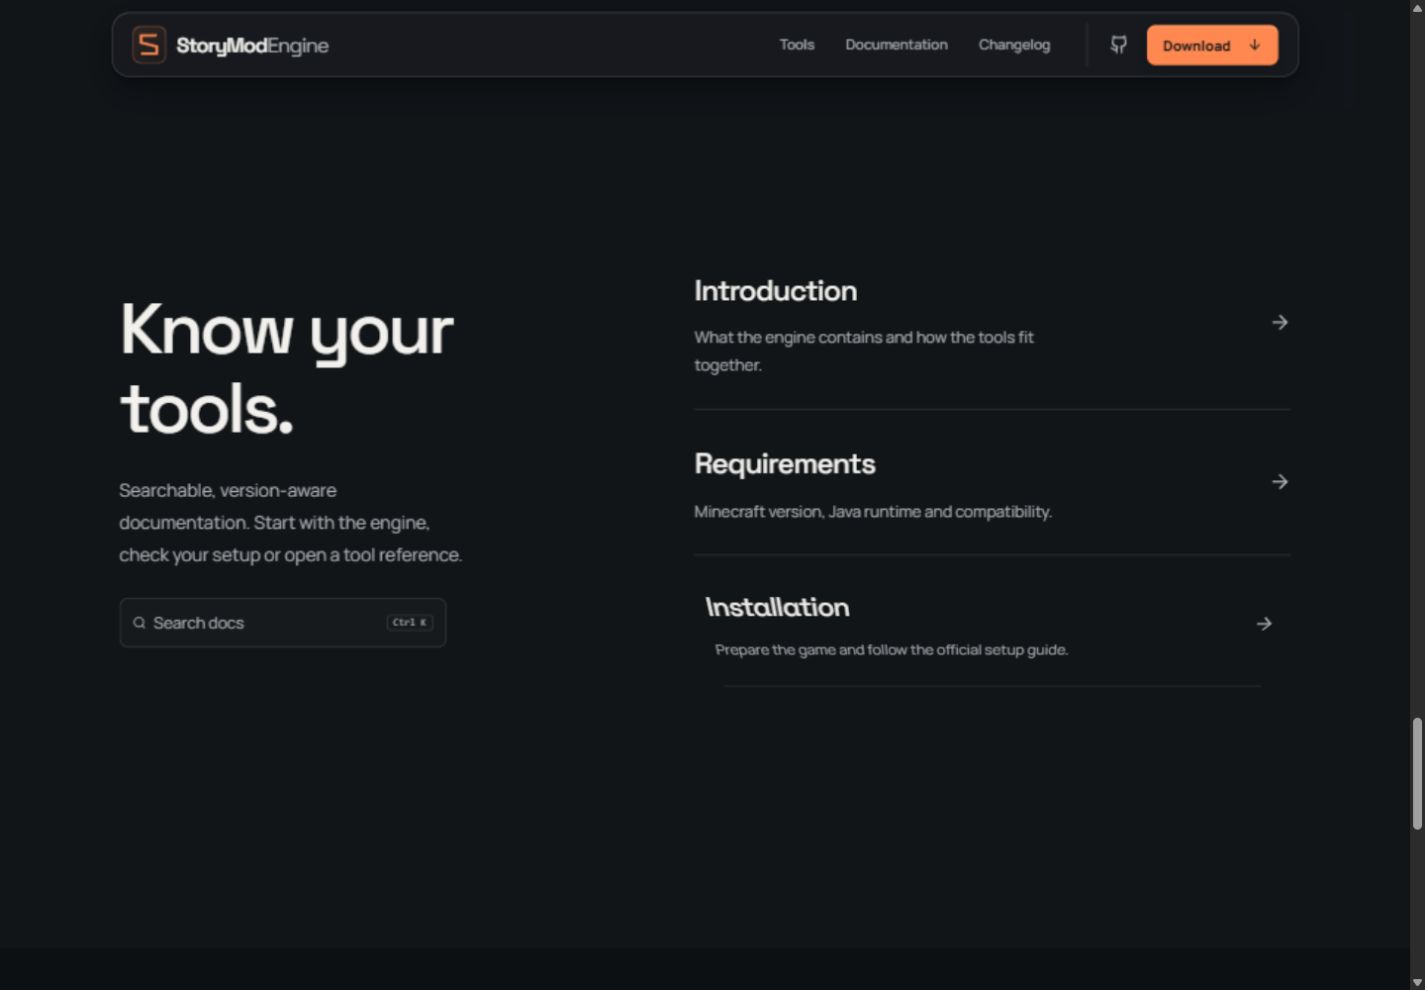 StoryModEngine
Tools
Documentation
Changelog
Download
Know your
tools.
Searchable, version-aware
documentation. Start with the engine,
check your setup or open a tool reference.
Search docs
Ctrl K
Introduction
What the engine contains and how the tools fit
together.
Requirements
Minecraft version, Java runtime and compatibility.
Installation
Prepare the game and follow the official setup guide.